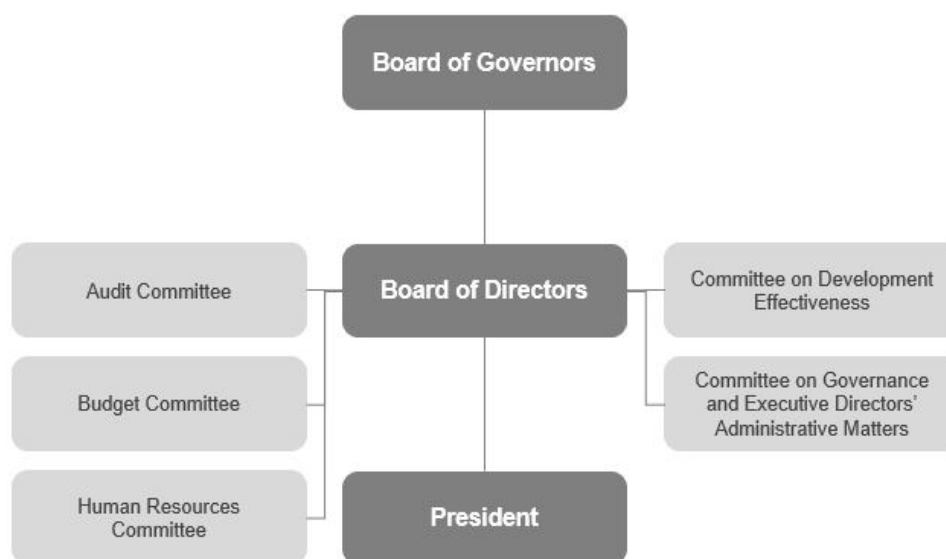 Board of Governors
Audit Committee
Board of Directors
Committee on Development
Effectiveness
Budget Committee
Committee on Governance
and Executive Directors’
Administrative Matters
Human Resources
Committee
President